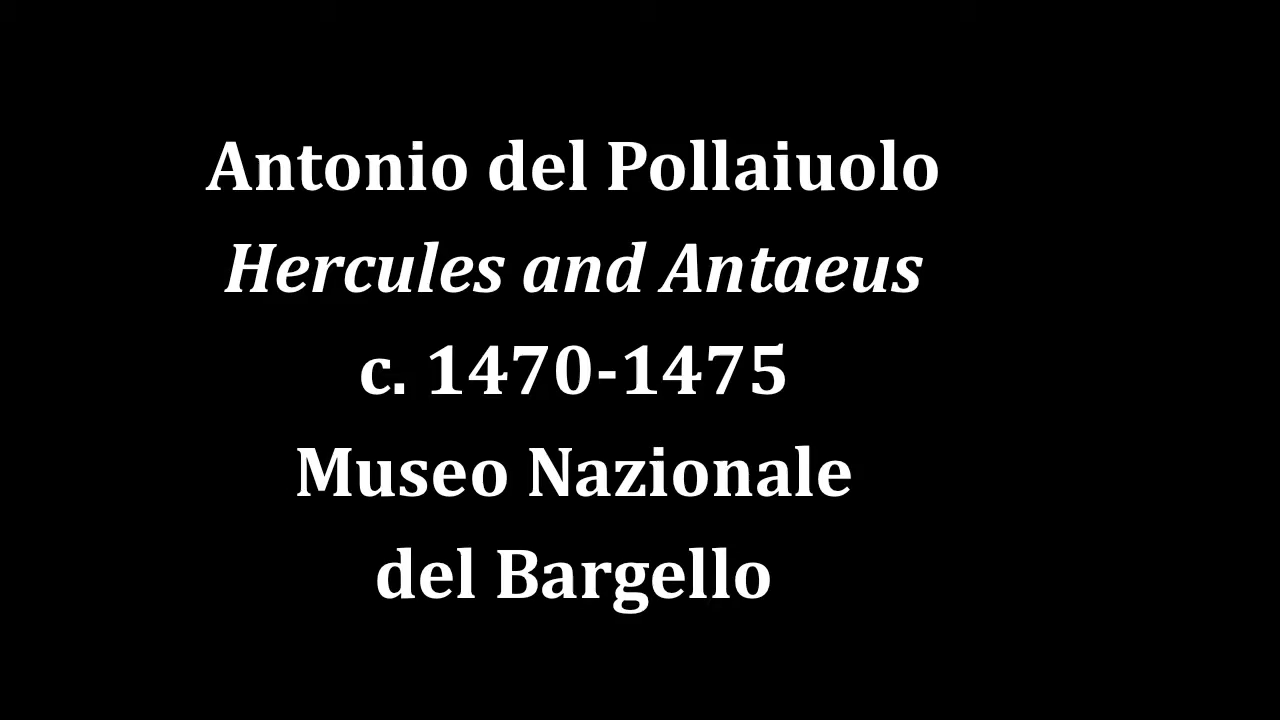 Antonio del Pollaiuolo
Hercules and Antaeus
c. 1470-1475
Museo Nazionale
del Bargello